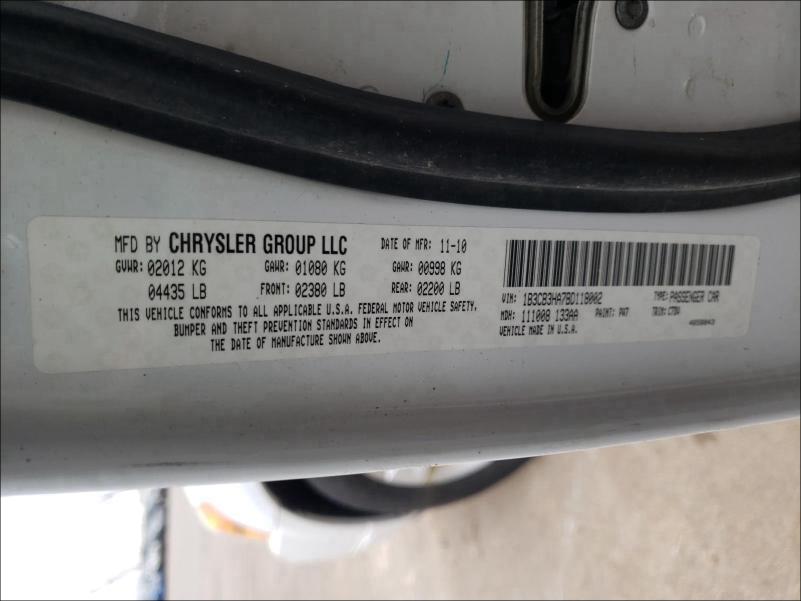 MFD BY CHRYSLER GROUP LLC DATE OF MFR: 11-10
GVWR: 02012 KG GAWR: 01080 KG GAWR: 00998 KG
04435 LB FRONT: 02380 LB REAR: 02200 LB
THIS VEHICLE CONFORMS TO ALL APPLICABLE U.S.A. FEDERAL MOTOR VEHICLE SAFETY,
BUMPER AND THEFT PREVENTION STANDARDS IN EFFECT ON
THE DATE OF MANUFACTURE SHOWN ABOVE.
VIN: 1B3CB3HA7BD118002 TYPE: PASSENGER CAR
MDH: 111008 133AA PAINT: PW7 TRIM:
VEHICLE MADE IN U.S.A.